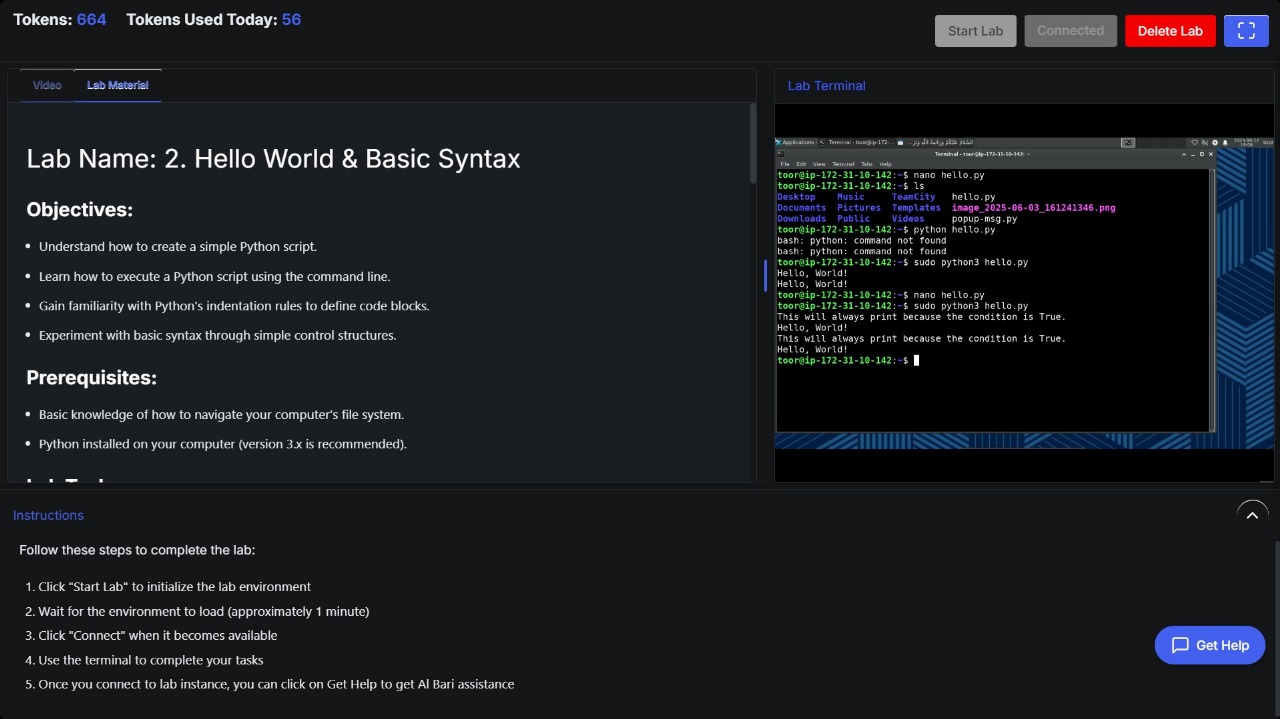 Tokens: 664 Tokens Used Today: 56
Start Lab
Connected
Delete Lab
Video
Lab Material
Lab Name: 2. Hello World & Basic Syntax
Objectives:
• Understand how to create a simple Python script.
• Learn how to execute a Python script using the command line.
• Gain familiarity with Python's indentation rules to define code blocks.
• Experiment with basic syntax through simple control structures.
Prerequisites:
• Basic knowledge of how to navigate your computer's file system.
• Python installed on your computer (version 3.x is recommended).
Lab Terminal
Applications
Terminal - toor@ip-172-...
Terminal - toor@ip-172-31-10-142: ~
File Edit View Terminal Tabs Help
toor@ip-172-31-10-142:~$ nano hello.py
toor@ip-172-31-10-142:~$ ls
Desktop Music TeamCity hello.py
Documents Pictures Templates image_2025-06-03_161241346.png
Downloads Public Videos popup-msg.py
toor@ip-172-31-10-142:~$ python hello.py
bash: python: command not found
bash: python: command not found
toor@ip-172-31-10-142:~$ sudo python3 hello.py
Hello, World!
Hello, World!
toor@ip-172-31-10-142:~$ nano hello.py
toor@ip-172-31-10-142:~$ sudo python3 hello.py
This will always print because the condition is True.
Hello, World!
This will always print because the condition is True.
Hello, World!
toor@ip-172-31-10-142:~$
Instructions
Follow these steps to complete the lab:
1. Click "Start Lab" to initialize the lab environment
2. Wait for the environment to load (approximately 1 minute)
3. Click "Connect" when it becomes available
4. Use the terminal to complete your tasks
5. Once you connect to lab instance, you can click on Get Help to get Al Bari assistance
Get Help